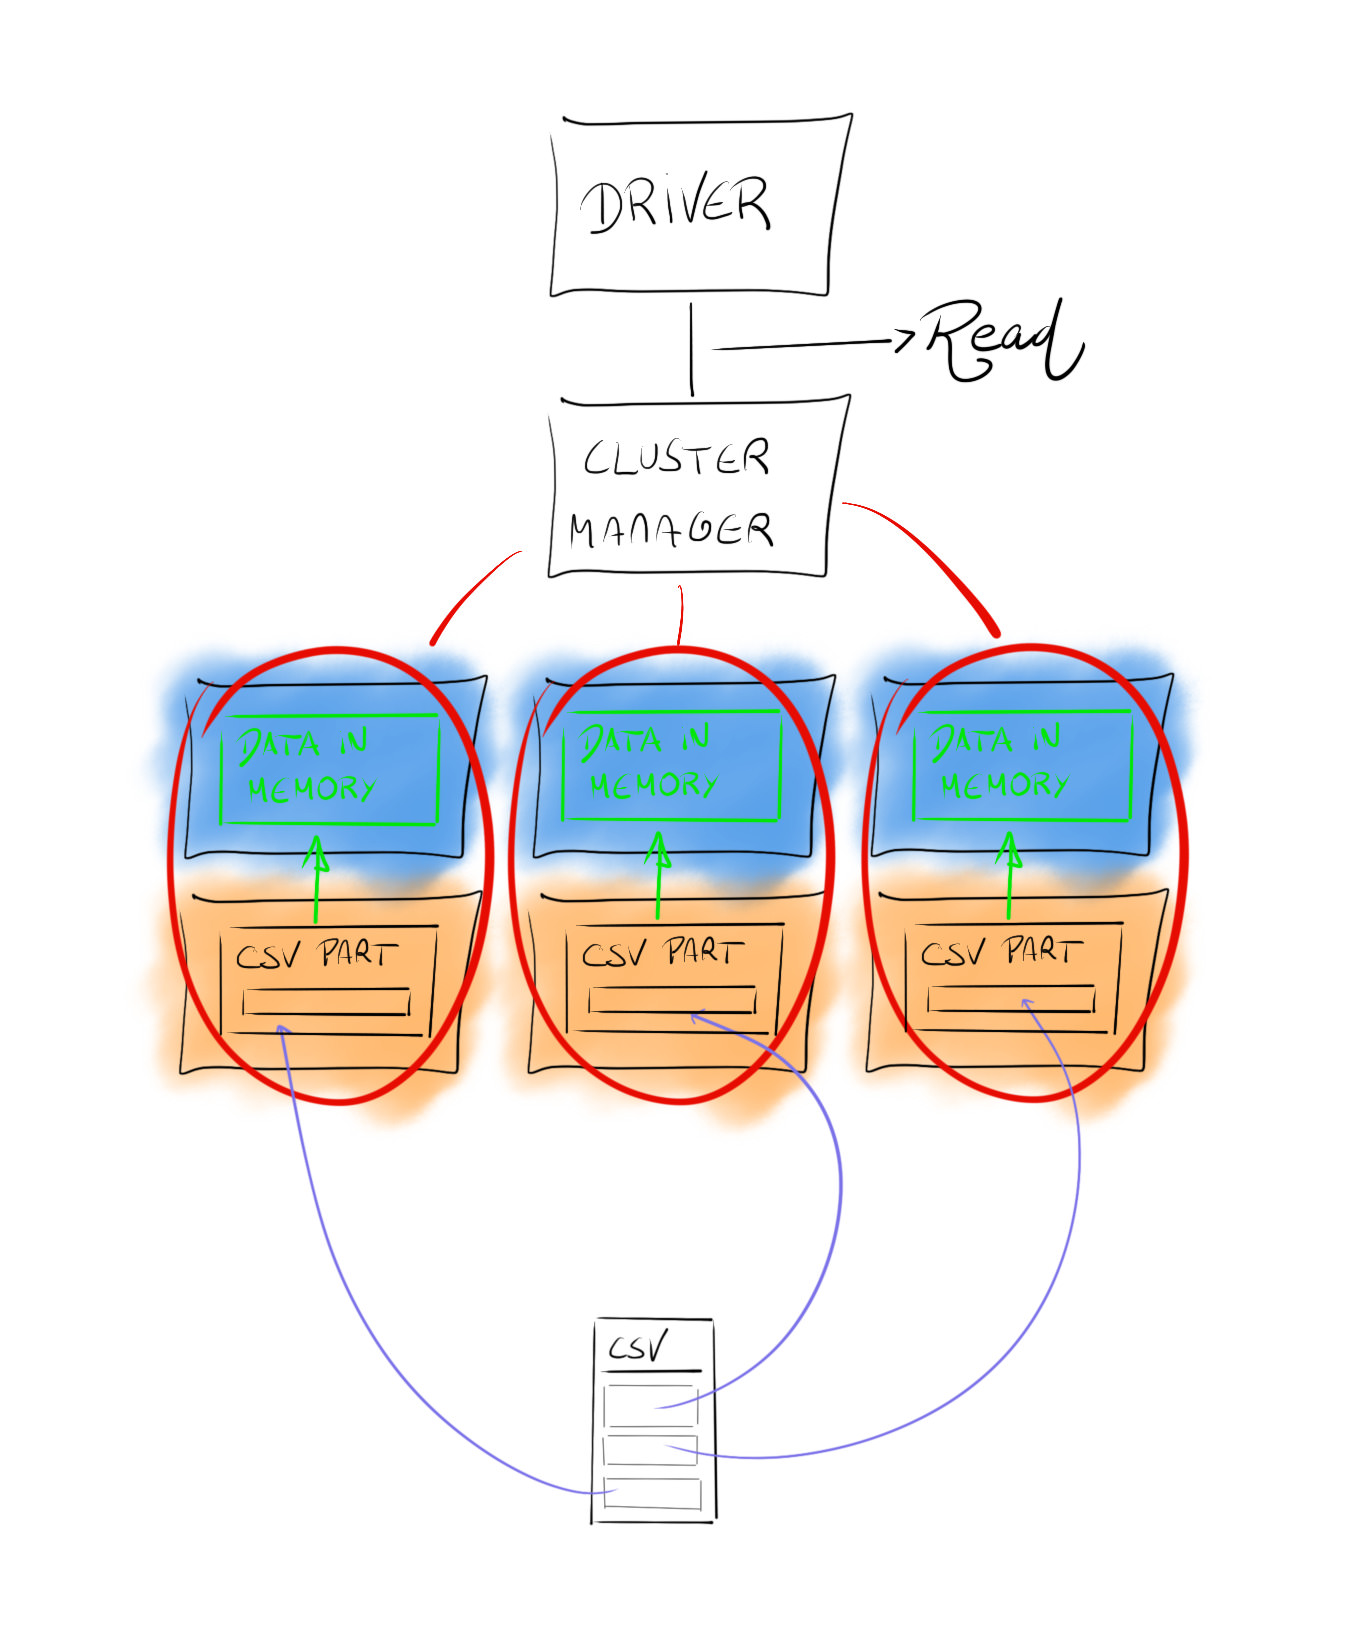 DRiVER
Read
CLUSTER
MANAGER
DATA IN
MEMORY
DATA IN
MEMORY
DATA IN
MEMORY
CSV PART
CSV PART
CSV PART
CSV